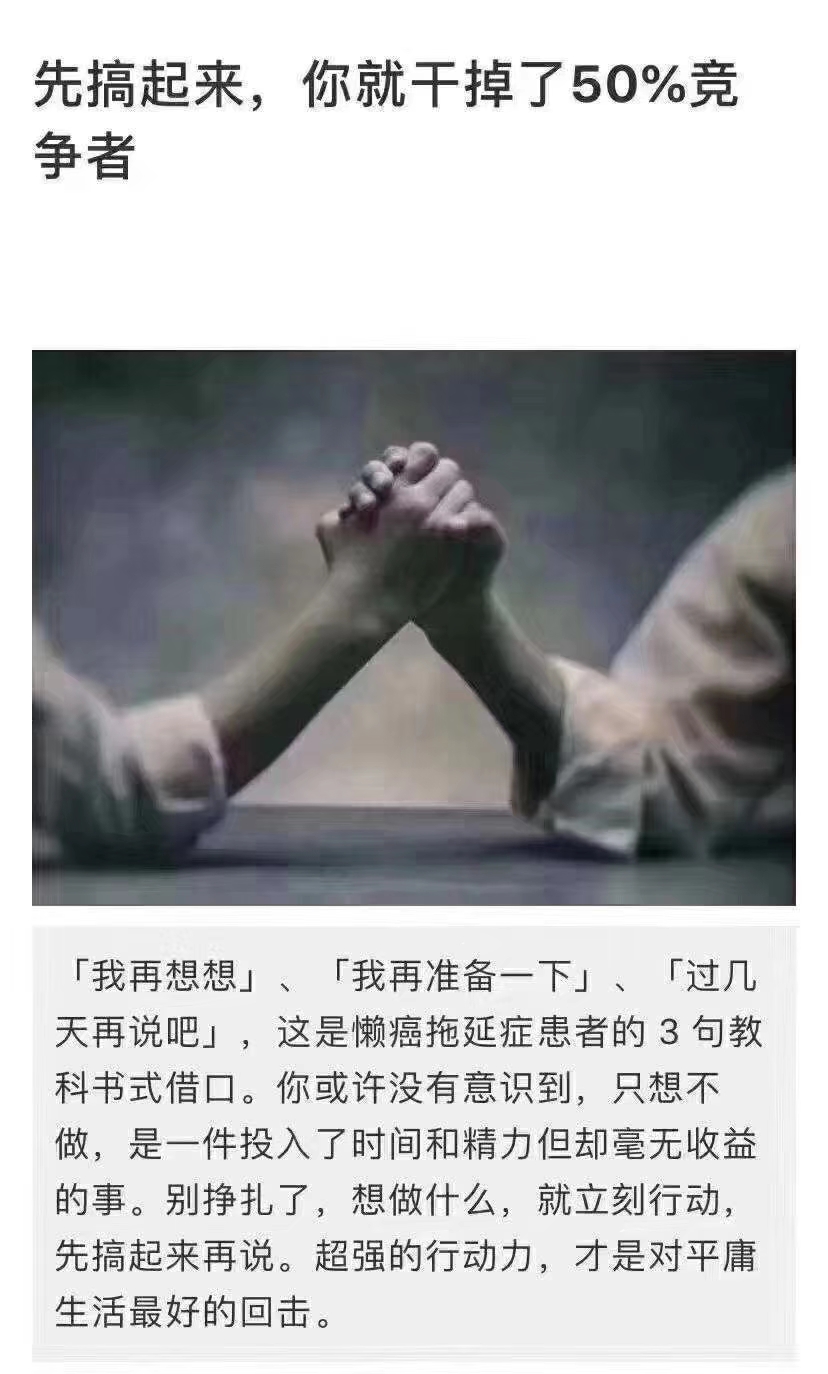 先搞起来，你就干掉了50%竞
争者
「我再想想」、「我再准备一下」、「过几
天再说吧」，这是懒癌拖延症患者的 3 句教
科书式借口。你或许没有意识到，只想不
做，是一件投入了时间和精力但却毫无收益
的事。别挣扎了，想做什么，就立刻行动，
先搞起来再说。超强的行动力，才是对平庸
生活最好的回击。